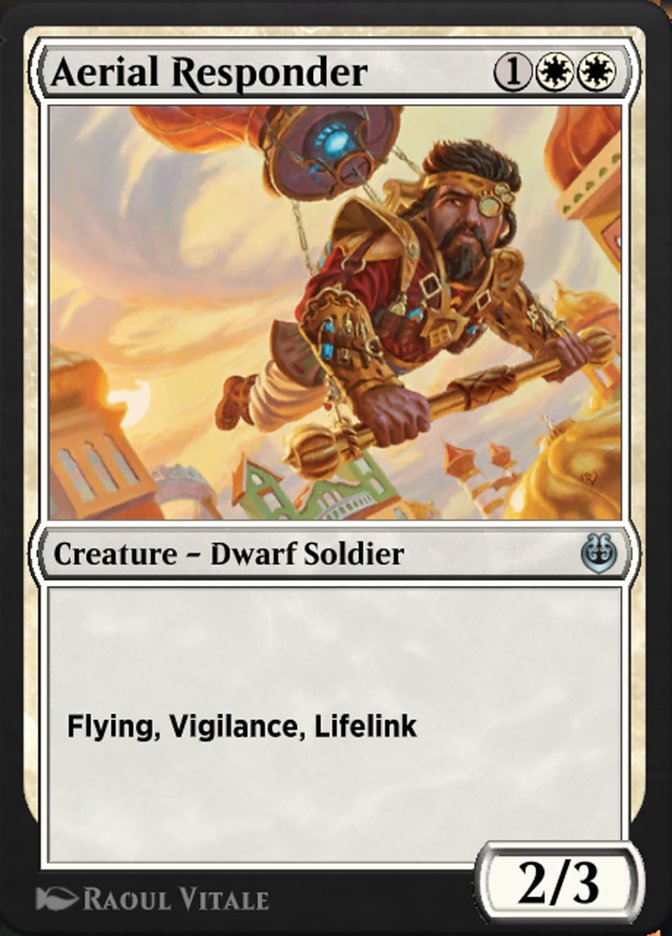 Aerial Responder 1
Creature – Dwarf Soldier
Flying, Vigilance, Lifelink
2/3
Raoul Vitale